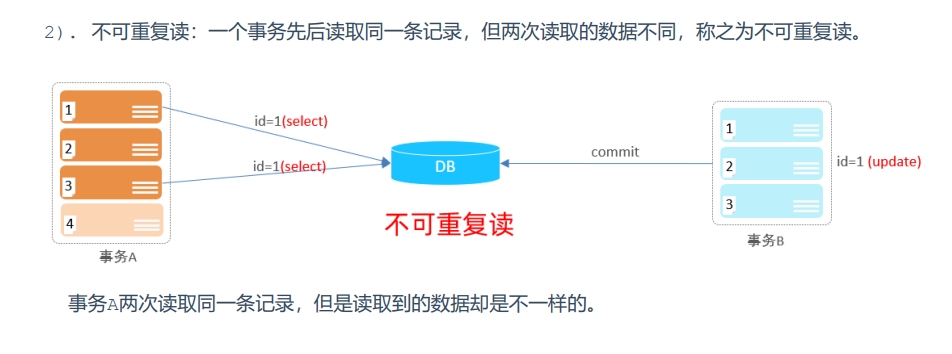 2). 不可重复读：一个事务先后读取同一条记录，但两次读取的数据不同，称之为不可重复读。
1
2
3
4
事务A
id=1(select)
id=1(select)
DB
不可重复读
commit
1
2
3
id=1 (update)
事务B
事务A两次读取同一条记录，但是读取到的数据却是不一样的。